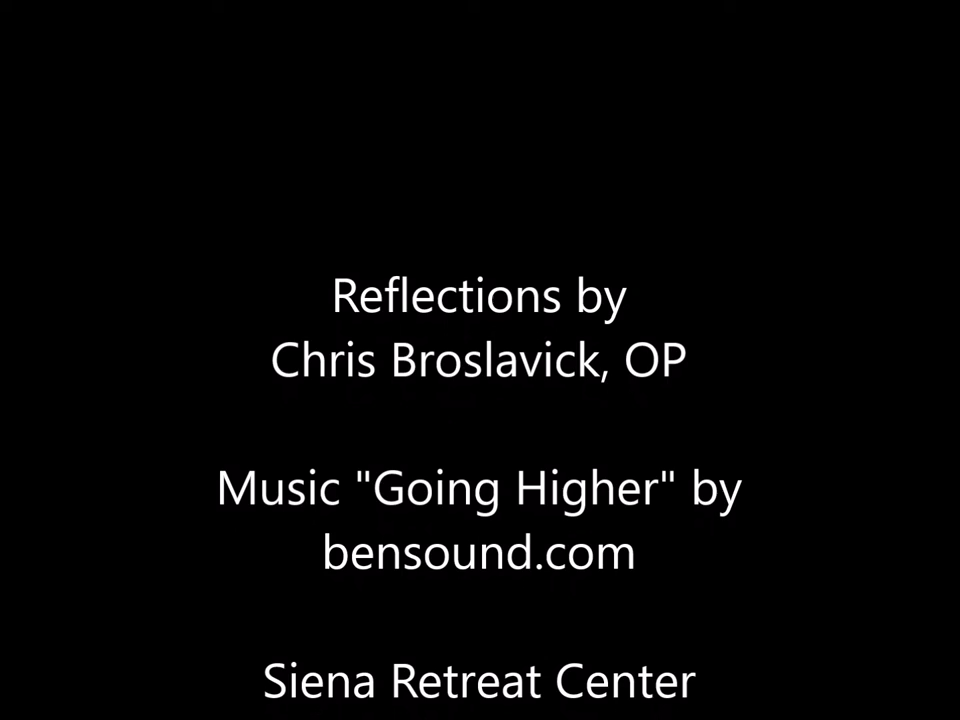 Reflections by
Chris Broslavick, OP
Music "Going Higher" by
bensound.com
Siena Retreat Center